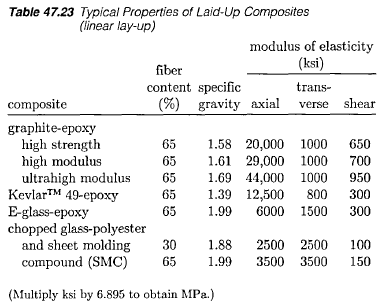 Table 47.23 Typical Properties of Laid-Up Composites
(linear lay-up)
modulus of elasticity
(ksi)
fiber
content specific trans-
composite (%) gravity axial verse shear
graphite-epoxy
high strength 65 1.58 20,000 1000 650
high modulus 65 1.61 29,000 1000 700
ultrahigh modulus 65 1.69 44,000 1000 950
Kevlar™ 49-epoxy 65 1.39 12,500 800 300
E-glass-epoxy 65 1.99 6000 1500 300
chopped glass-polyester
and sheet molding 30 1.88 2500 2500 100
compound (SMC) 65 1.99 3500 3500 150
(Multiply ksi by 6.895 to obtain MPa.)